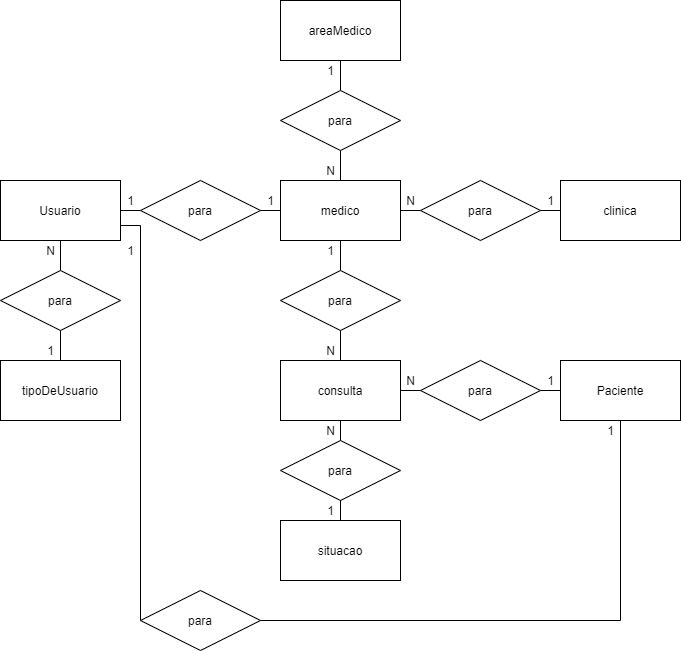 areaMedico
1
para
N
Usuario
1
para
1
medico
N
para
1
clinica
N
1
1
para
para
1
N
tipoDeUsuario
consulta
N
para
1
Paciente
N
1
para
1
situacao
para